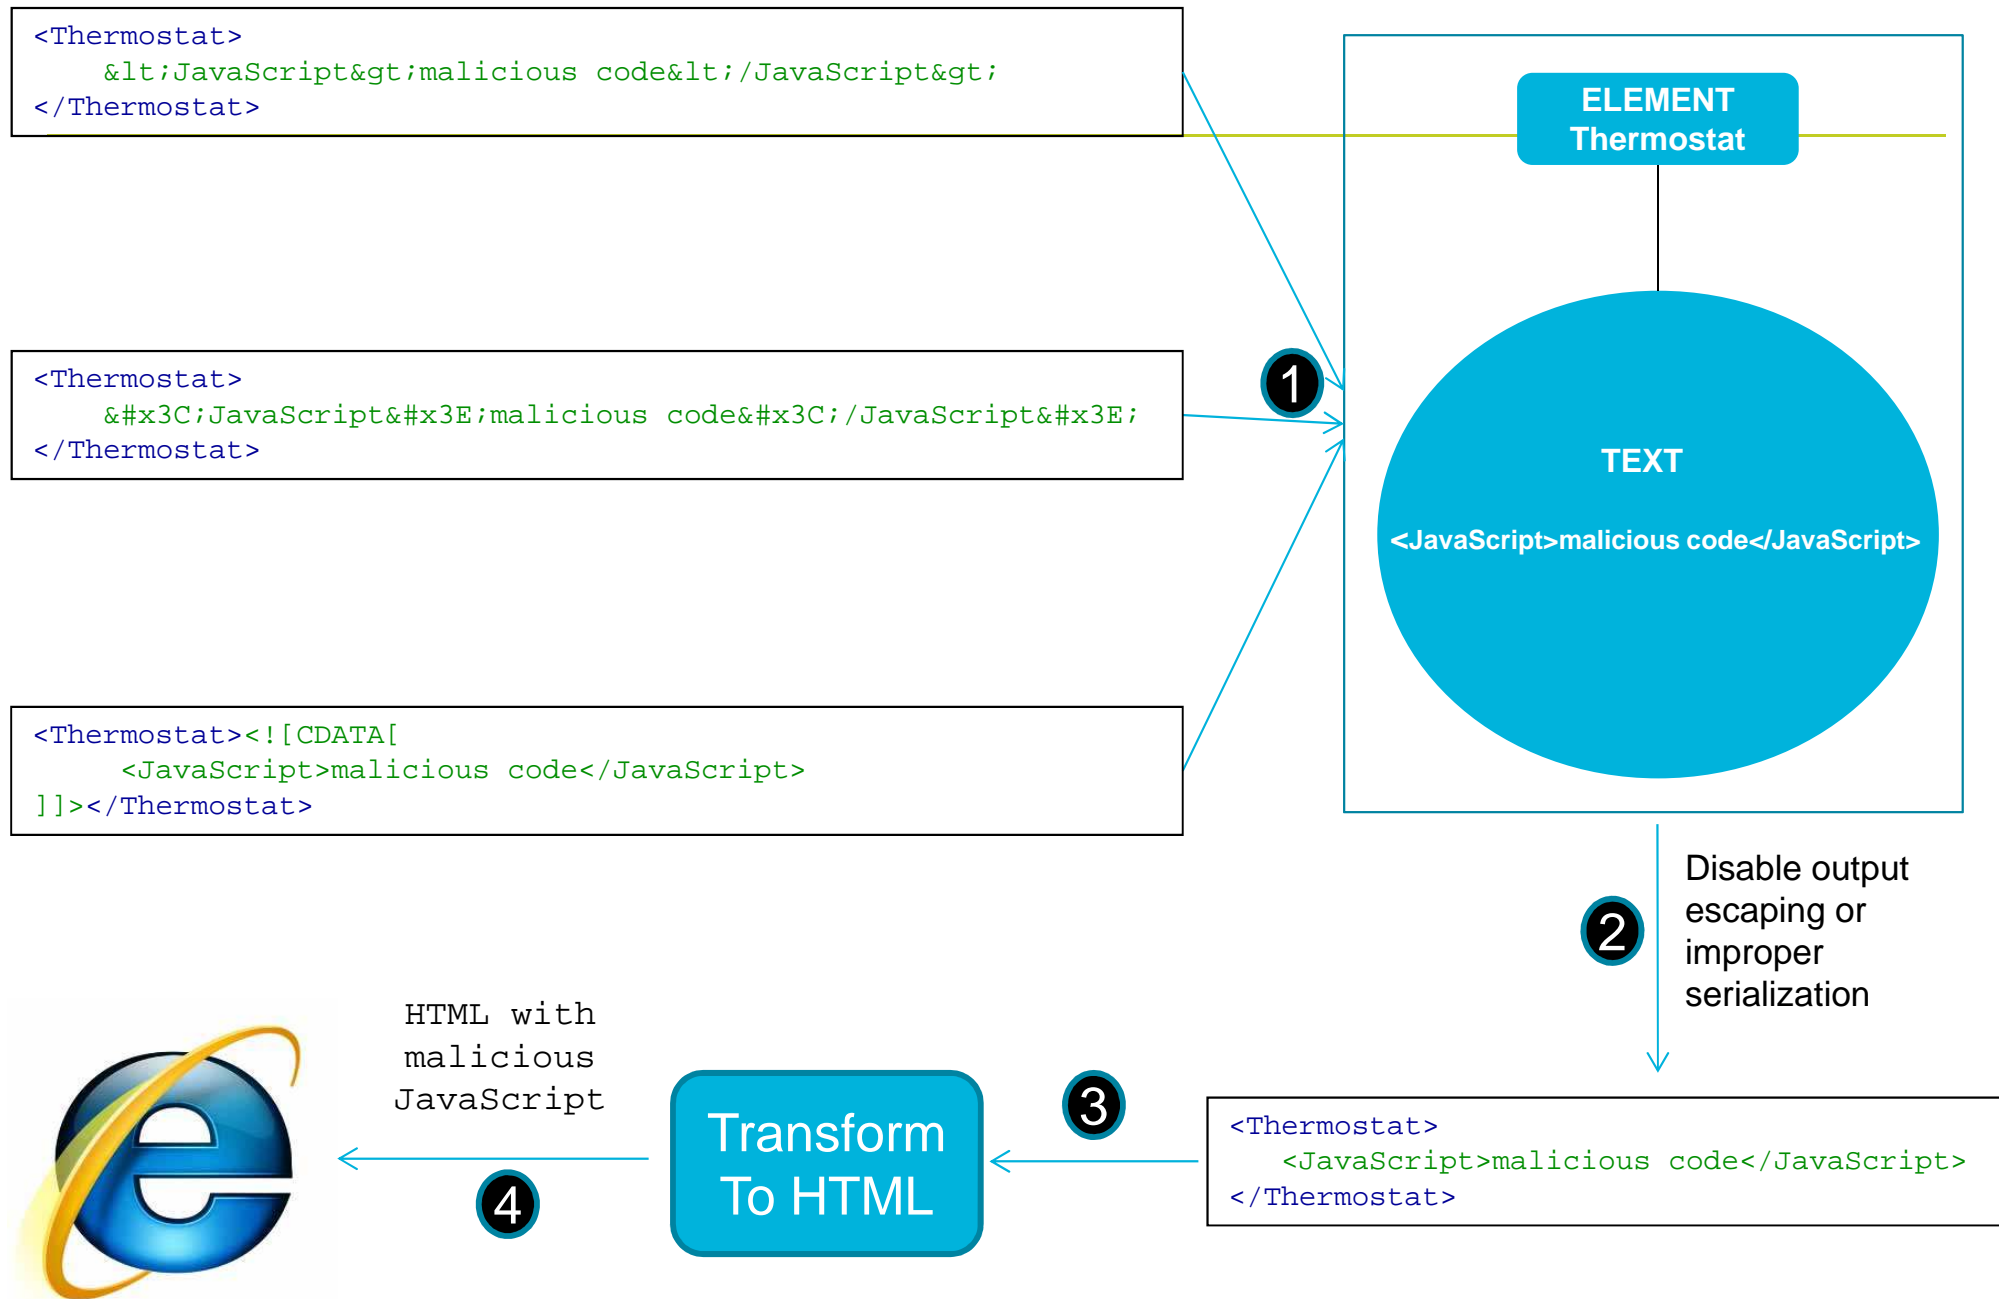 <Thermostat>
&lt;JavaScript&gt;malicious code&lt;/JavaScript&gt;
</Thermostat>
ELEMENT
Thermostat
<Thermostat>
&#x3C;JavaScript&#x3E;malicious code&#x3C;/JavaScript&#x3E;
</Thermostat>
1
TEXT
<JavaScript>malicious code</JavaScript>
<Thermostat><![CDATA[
<JavaScript>malicious code</JavaScript>
]]></Thermostat>
2
Disable output
escaping or
improper
serialization
<Thermostat>
<JavaScript>malicious code</JavaScript>
</Thermostat>
3
Transform
To HTML
HTML with
malicious
JavaScript
4